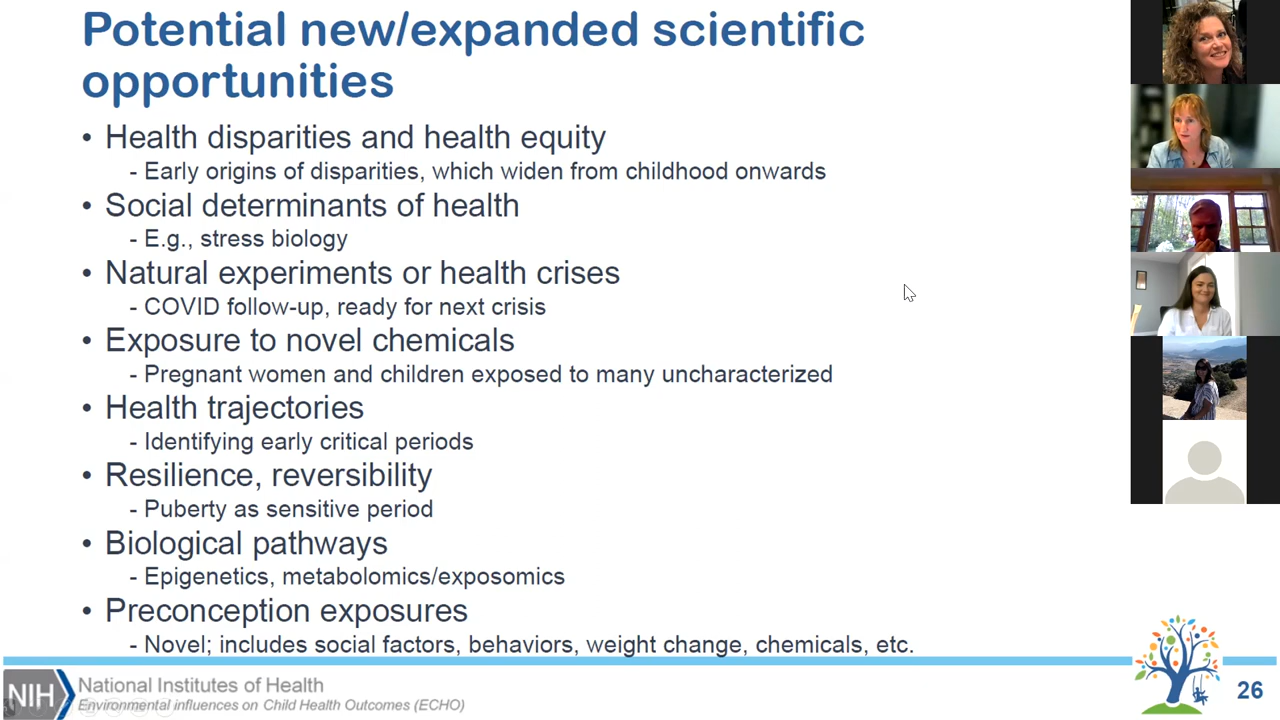 Potential new/expanded scientific
opportunities
• Health disparities and health equity
- Early origins of disparities, which widen from childhood onwards
• Social determinants of health
- E.g., stress biology
• Natural experiments or health crises
- COVID follow-up, ready for next crisis
• Exposure to novel chemicals
- Pregnant women and children exposed to many uncharacterized
• Health trajectories
- Identifying early critical periods
• Resilience, reversibility
- Puberty as sensitive period
• Biological pathways
- Epigenetics, metabolomics/exposomics
• Preconception exposures
- Novel; includes social factors, behaviors, weight change, chemicals, etc.
NIH
National Institutes of Health
Environmental influences on Child Health Outcomes (ECHO)
26